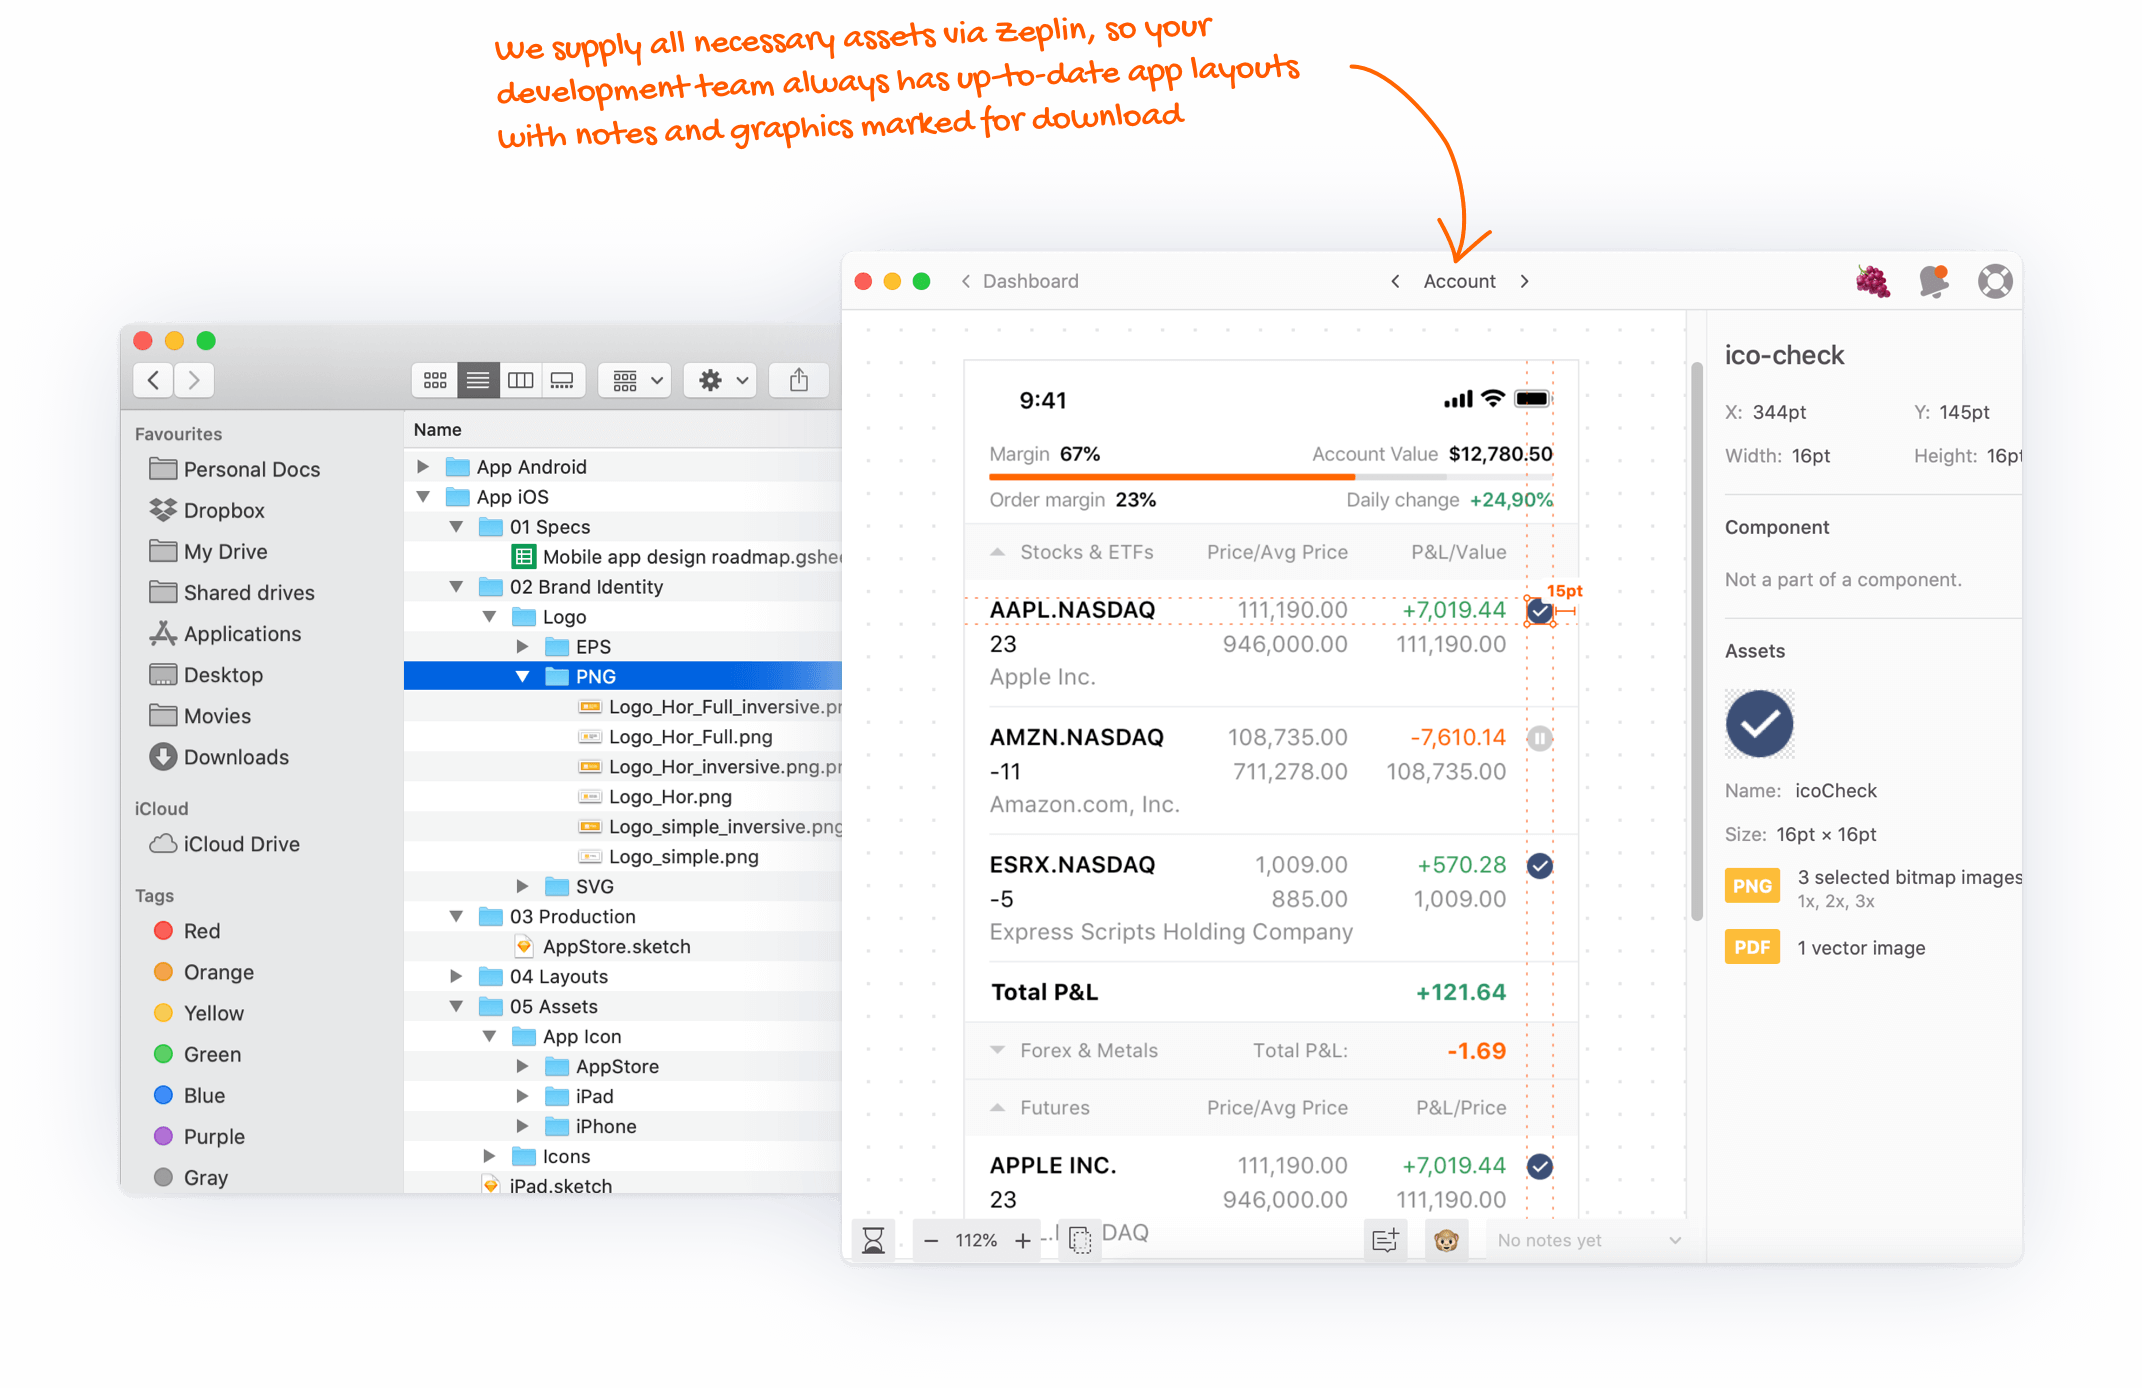 We supply all necessary assets via Zeplin, so your
development team always has up-to-date app layouts
with notes and graphics marked for download
Dashboard
Account
Favourites
Personal Docs
Dropbox
My Drive
Shared drives
Applications
Desktop
Movies
Downloads
iCloud
iCloud Drive
Tags
Red
Orange
Yellow
Green
Blue
Purple
Gray
Name
App Android
App iOS
01 Specs
Mobile app design roadmap.gshee
02 Brand Identity
Logo
EPS
PNG
Logo_Hor_Full_inversive.pn
Logo_Hor_Full.png
Logo_Hor_inversive.png.pn
Logo_Hor.png
Logo_simple_inversive.png
Logo_simple.png
SVG
03 Production
AppStore.sketch
04 Layouts
05 Assets
App Icon
AppStore
iPad
iPhone
Icons
iPad.sketch
9:41
Margin 67% Account Value $12,780.50
Order margin 23% Daily change +24,90%
Stocks & ETFs Price/Avg Price P&L/Value
15pt
AAPL.NASDAQ 111,190.00 +7,019.44
23 946,000.00 111,190.00
Apple Inc.
AMZN.NASDAQ 108,735.00 -7,610.14
-11 711,278.00 108,735.00
Amazon.com, Inc.
ESRX.NASDAQ 1,009.00 +570.28
-5 885.00 1,009.00
Express Scripts Holding Company
Total P&L +121.64
Forex & Metals Total P&L: -1.69
Futures Price/Avg Price P&L/Price
APPLE INC. 111,190.00 +7,019.44
23 946,000.00 111,190.00
DAQ
112%
No notes yet
ico-check
X: 344pt Y: 145pt
Width: 16pt Height: 16pt
Component
Not a part of a component.
Assets
Name: icoCheck
Size: 16pt × 16pt
PNG 3 selected bitmap images
1x, 2x, 3x
PDF 1 vector image